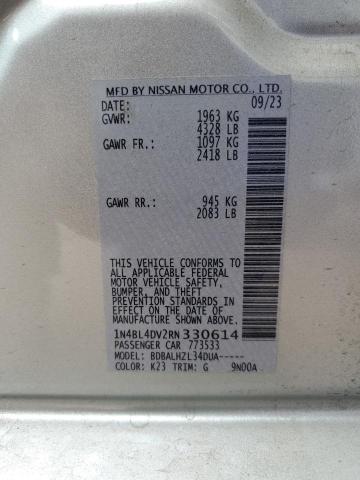 MFD BY NISSAN MOTOR CO., LTD.
DATE: 09/23
GVWR: 1963 KG
4328 LB
GAWR FR.: 1097 KG
2418 LB
GAWR RR.: 945 KG
2083 LB
THIS VEHICLE CONFORMS TO
ALL APPLICABLE FEDERAL
MOTOR VEHICLE SAFETY,
BUMPER, AND THEFT
PREVENTION STANDARDS IN
EFFECT ON THE DATE OF
MANUFACTURE SHOWN ABOVE.
1N4BL4DV2RN330614
PASSENGER CAR 773533
MODEL: BDBALHZL34DUA-----
COLOR: K23 TRIM: G 9N00A